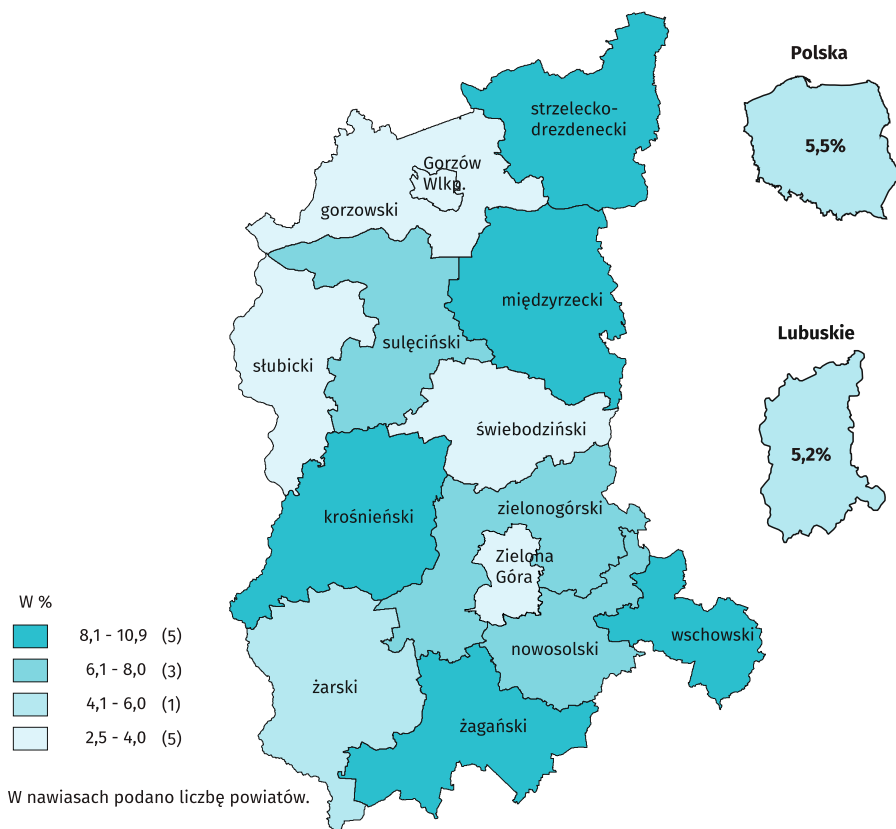 Polska
5,5%
strzelecko-
drezdenecki
Gorzów
Wlkp.
gorzowski
międzyrzecki
sulęciński
słubicki
Lubuskie
5,2%
świebodziński
krośnieński
zielonogórski
Zielona
Góra
wschowski
nowosolski
żarski
żagański
W %
8,1 - 10,9 (5)
6,1 - 8,0 (3)
4,1 - 6,0 (1)
2,5 - 4,0 (5)
W nawiasach podano liczbę powiatów.